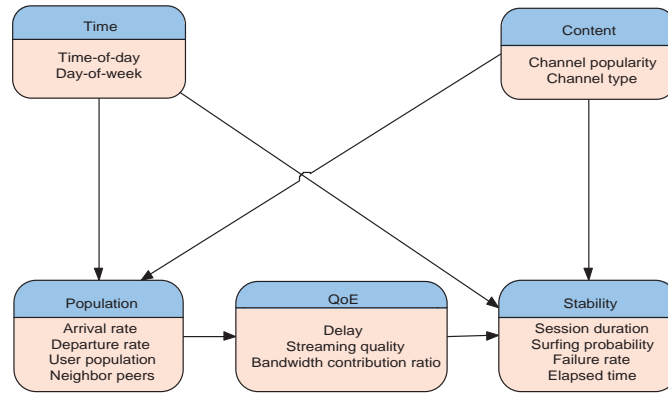 Time
Time-of-day
Day-of-week
Content
Channel popularity
Channel type
Population
Arrival rate
Departure rate
User population
Neighbor peers
QoE
Delay
Streaming quality
Bandwidth contribution ratio
Stability
Session duration
Surfing probability
Failure rate
Elapsed time